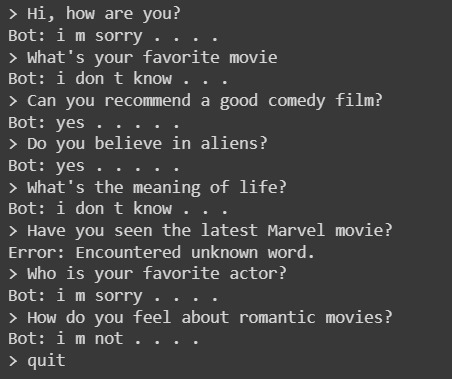 > Hi, how are you?
Bot: i m sorry . . . .
> What's your favorite movie
Bot: i don t know . . .
> Can you recommend a good comedy film?
Bot: yes . . . . .
> Do you believe in aliens?
Bot: yes . . . . .
> What's the meaning of life?
Bot: i don t know . . .
> Have you seen the latest Marvel movie?
Error: Encountered unknown word.
> Who is your favorite actor?
Bot: i m sorry . . . .
> How do you feel about romantic movies?
Bot: i m not . . . .
> quit